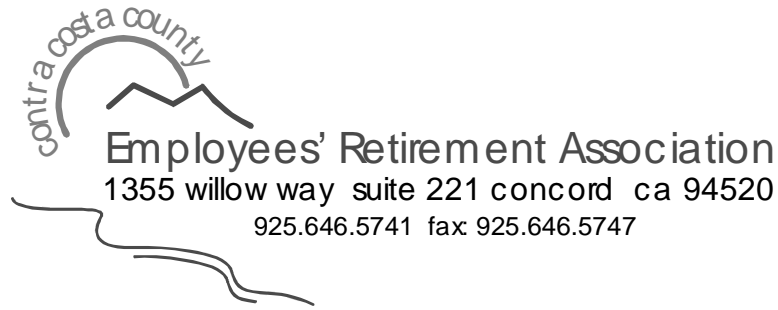 contra costa county
Employees' Retirement Association
1355 willow way suite 221 concord ca 94520
925.646.5741 fax: 925.646.5747